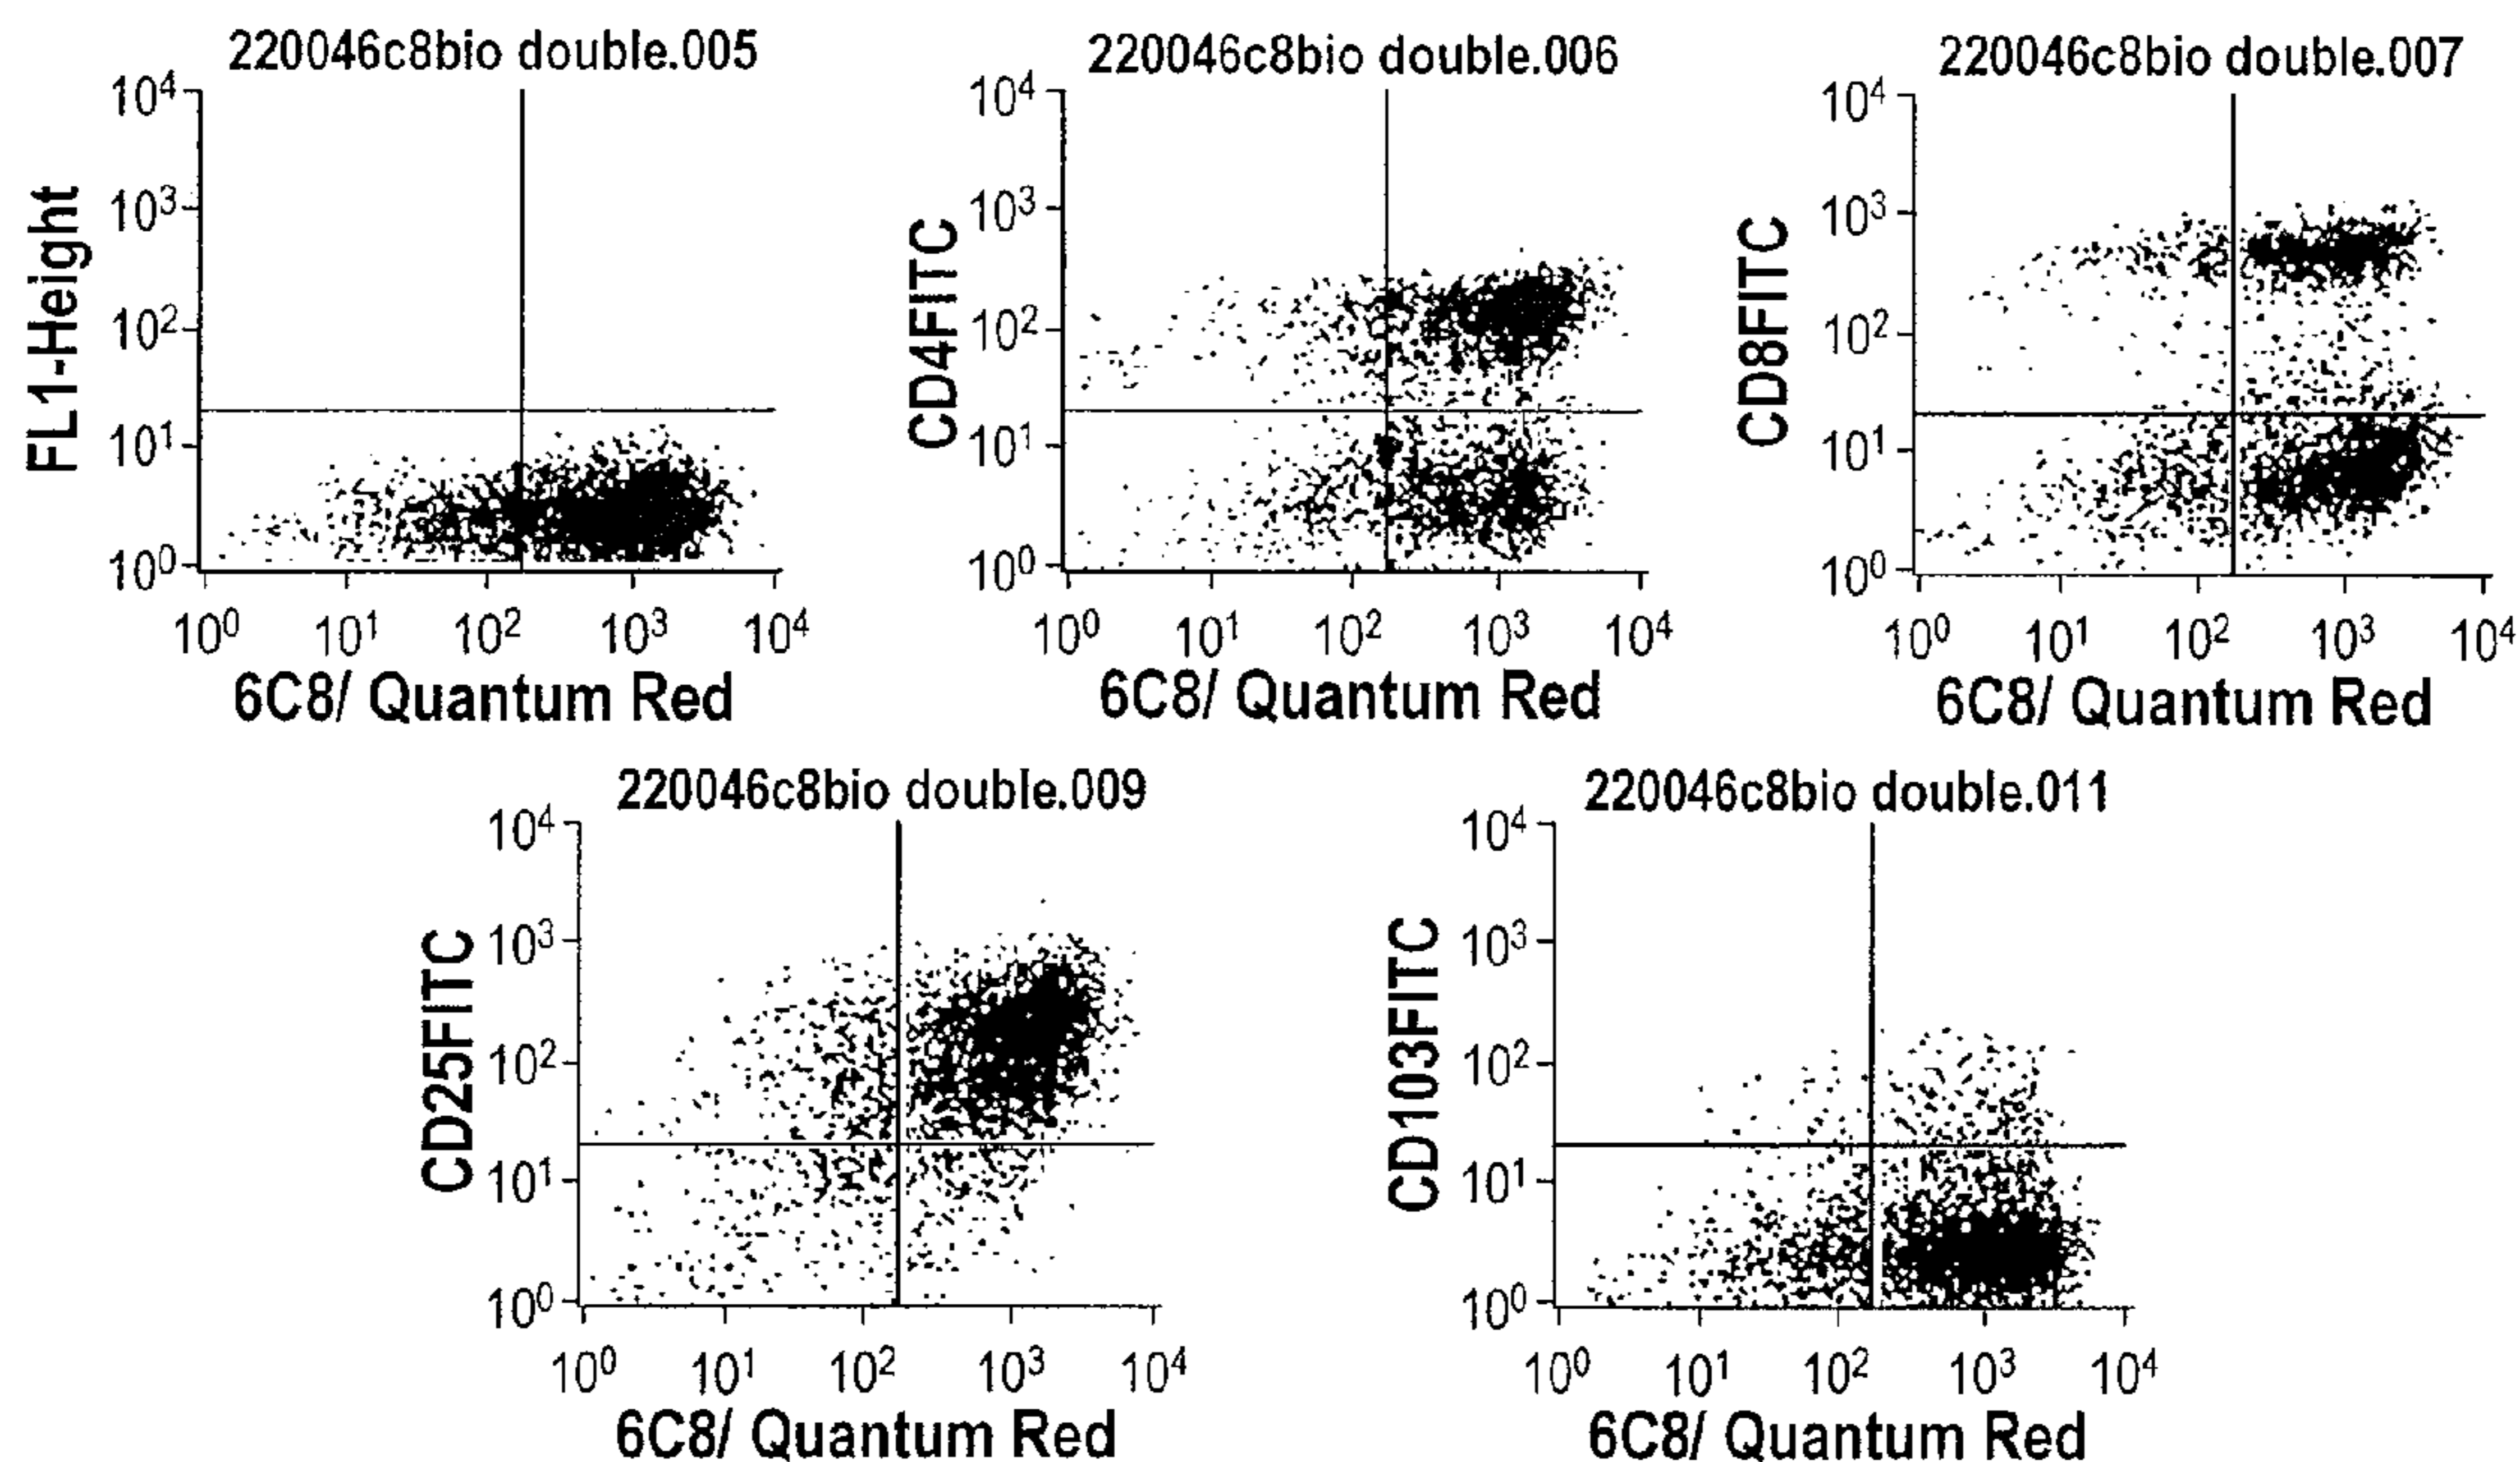 220046c8bio double.005
FL1-Height
10⁴
10³
10²
10¹
10⁰
10⁰ 10¹ 10² 10³ 10⁴
6C8/ Quantum Red
220046c8bio double.006
CD4FITC
10⁴
10³
10²
10¹
10⁰
10⁰ 10¹ 10² 10³ 10⁴
6C8/ Quantum Red
220046c8bio double.007
CD8FITC
10⁴
10³
10²
10¹
10⁰
10⁰ 10¹ 10² 10³ 10⁴
6C8/ Quantum Red
220046c8bio double.009
CD25FITC
10⁴
10³
10²
10¹
10⁰
10⁰ 10¹ 10² 10³ 10⁴
6C8/ Quantum Red
220046c8bio double.011
CD103FITC
10⁴
10³
10²
10¹
10⁰
10⁰ 10¹ 10² 10³ 10⁴
6C8/ Quantum Red